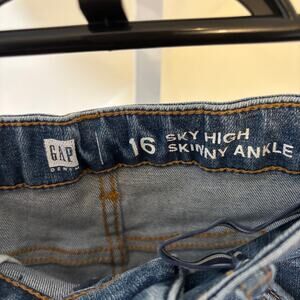 GAP
DENIM
16
SKY HIGH
SKINNY ANKLE